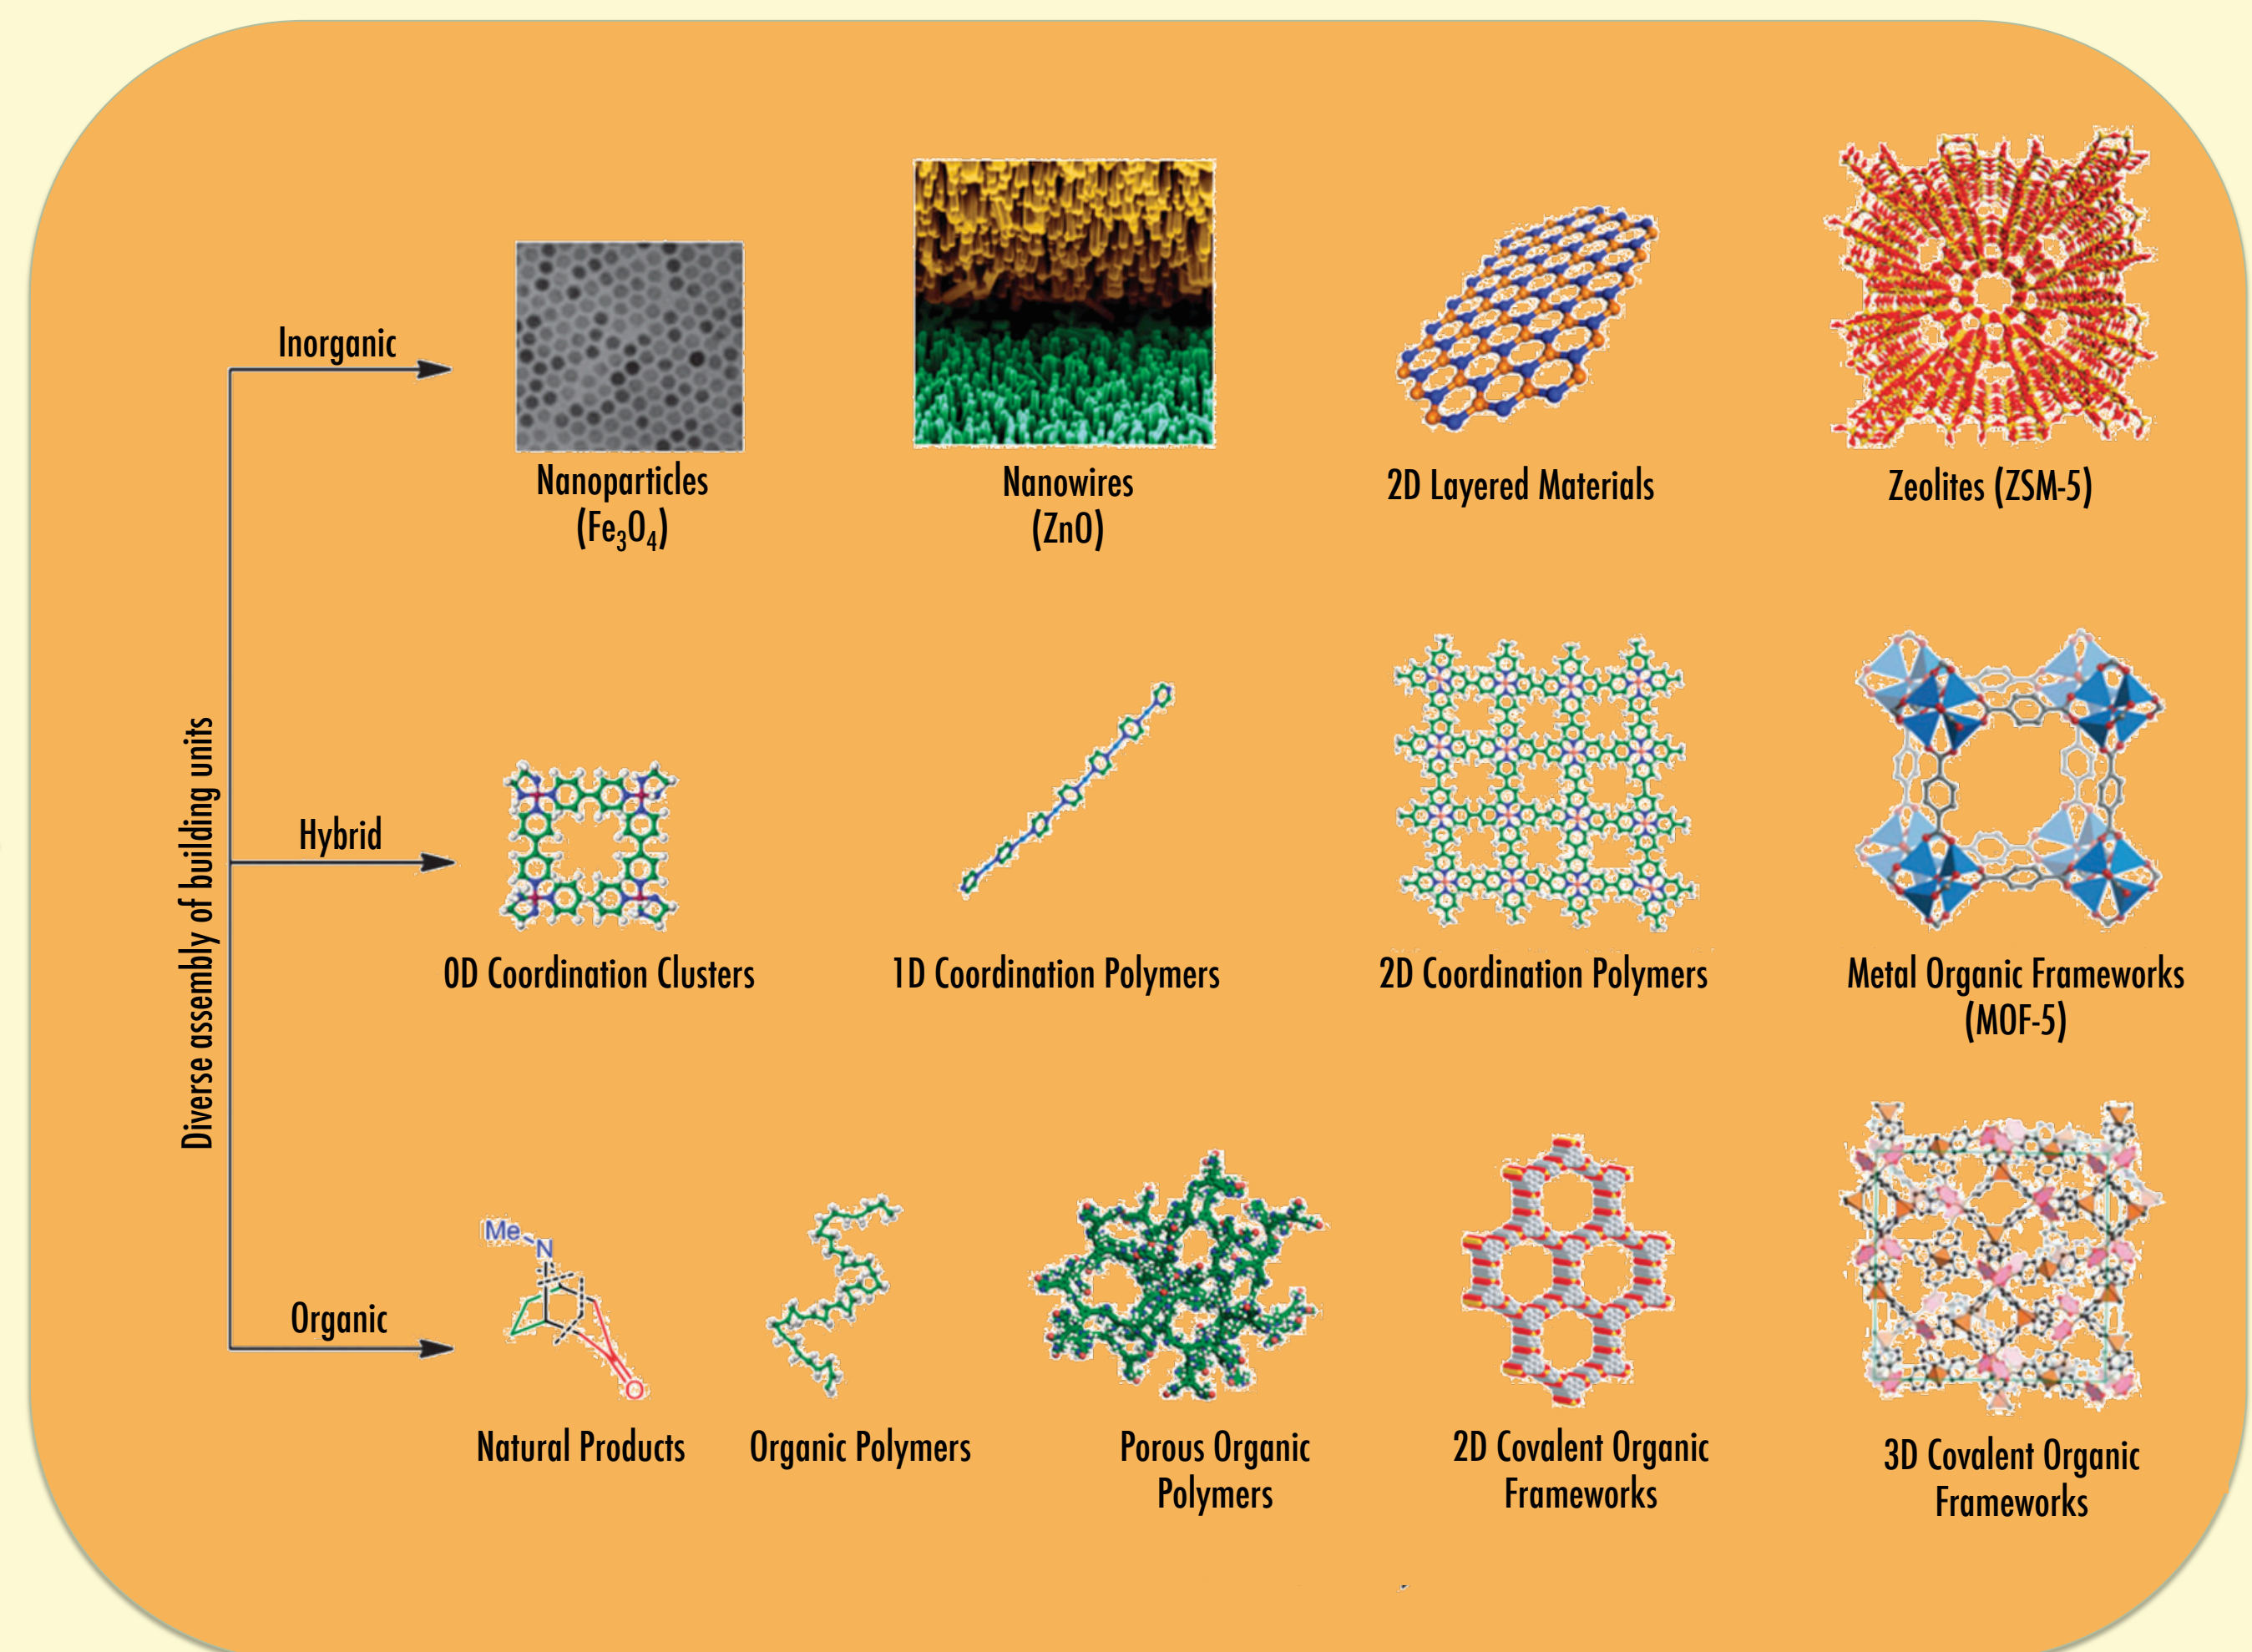 Diverse assembly of building units
Inorganic
Nanoparticles
(Fe₃O₄)
Nanowires
(ZnO)
2D Layered Materials
Zeolites (ZSM-5)
Hybrid
0D Coordination Clusters
1D Coordination Polymers
2D Coordination Polymers
Metal Organic Frameworks
(MOF-5)
Organic
Me
N
O
Natural Products
Organic Polymers
Porous Organic
Polymers
2D Covalent Organic
Frameworks
3D Covalent Organic
Frameworks